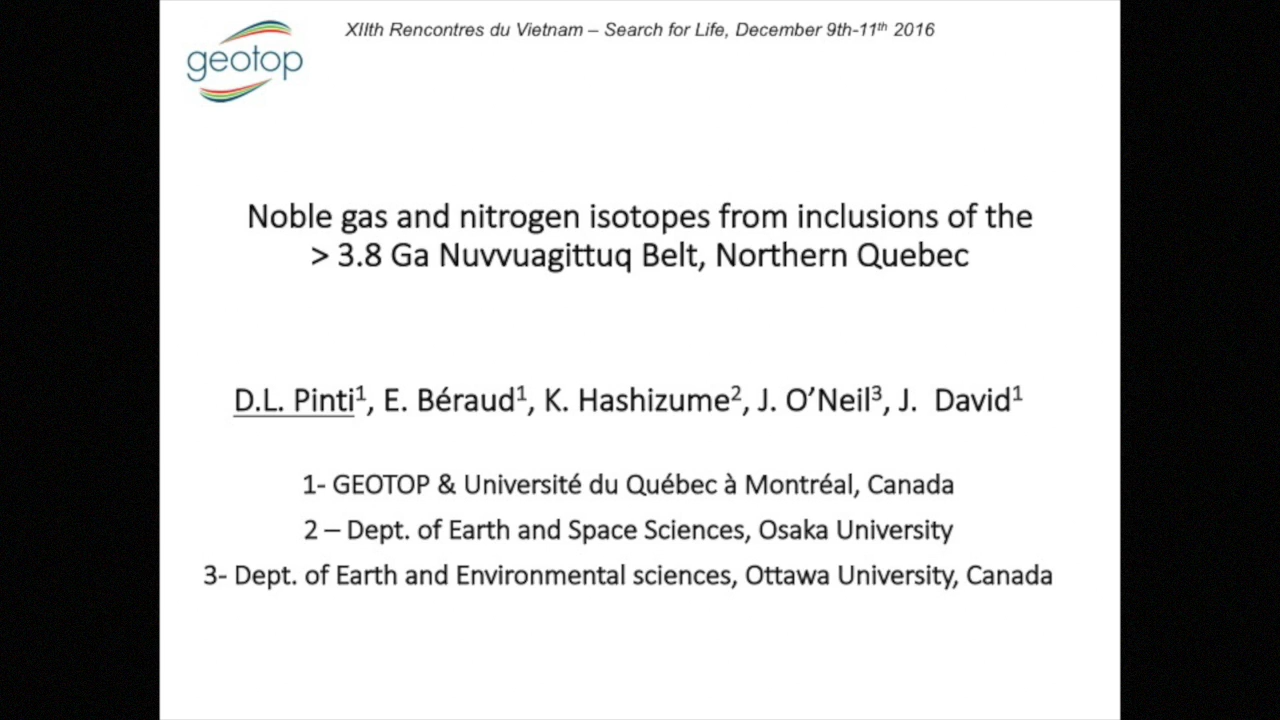 geotop
XIIth Rencontres du Vietnam – Search for Life, December 9th-11th 2016
Noble gas and nitrogen isotopes from inclusions of the
> 3.8 Ga Nuvvuagittuq Belt, Northern Quebec
D.L. Pinti1, E. Béraud1, K. Hashizume2, J. O’Neil3, J. David1
1- GEOTOP & Université du Québec à Montréal, Canada
2 – Dept. of Earth and Space Sciences, Osaka University
3- Dept. of Earth and Environmental sciences, Ottawa University, Canada